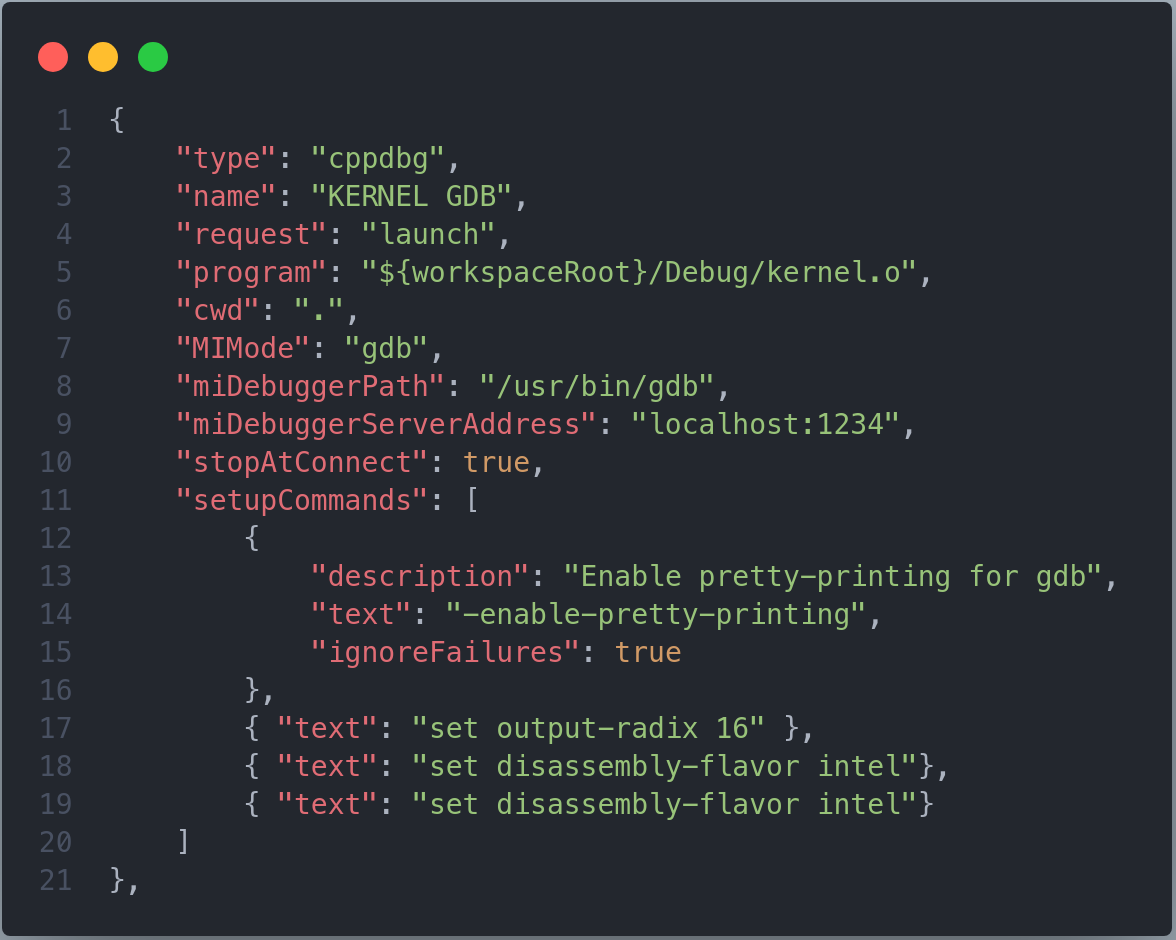 1 {
2     "type": "cppdbg",
3     "name": "KERNEL GDB",
4     "request": "launch",
5     "program": "${workspaceRoot}/Debug/kernel.o",
6     "cwd": ".",
7     "MIMode": "gdb",
8     "miDebuggerPath": "/usr/bin/gdb",
9     "miDebuggerServerAddress": "localhost:1234",
10     "stopAtConnect": true,
11     "setupCommands": [
12         {
13             "description": "Enable pretty-printing for gdb",
14             "text": "-enable-pretty-printing",
15             "ignoreFailures": true
16         },
17         { "text": "set output-radix 16" },
18         { "text": "set disassembly-flavor intel"},
19         { "text": "set disassembly-flavor intel"}
20     ]
21 },